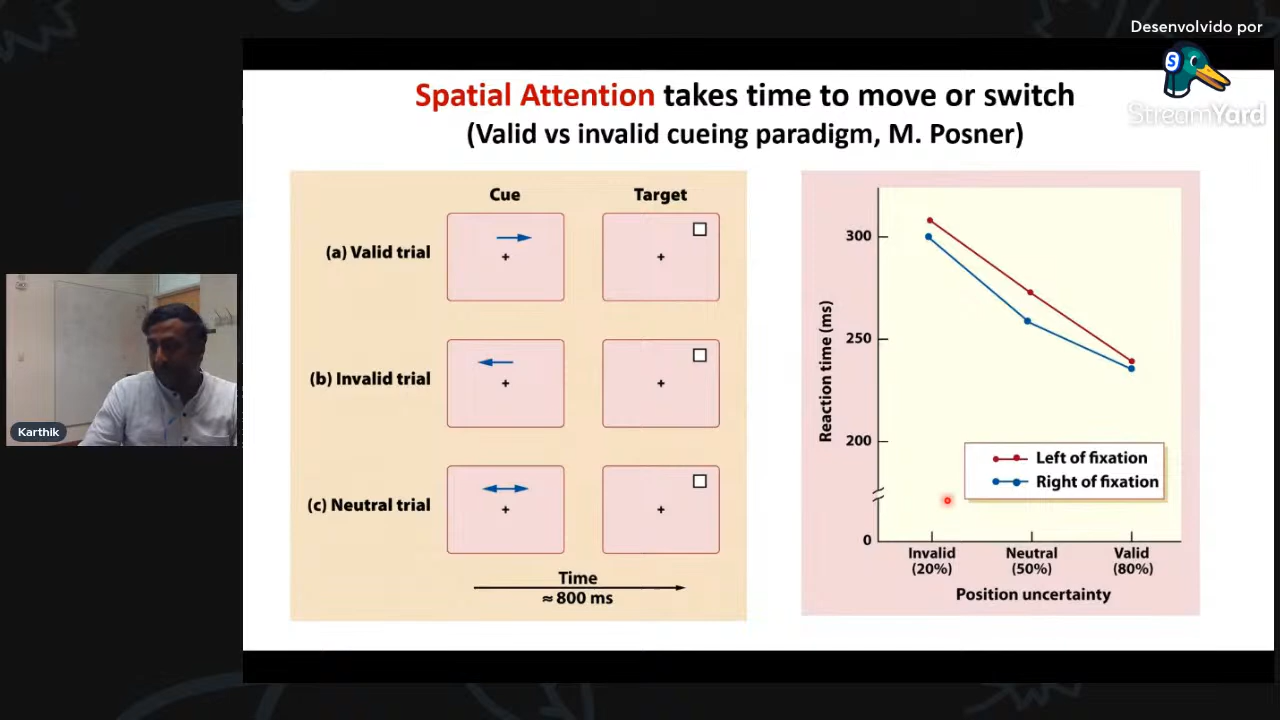 Desenvolvido por
StreamYard
Spatial Attention takes time to move or switch
(Valid vs invalid cueing paradigm, M. Posner)
Cue
Target
(a) Valid trial
(b) Invalid trial
(c) Neutral trial
Time
≈ 800 ms
Reaction time (ms)
300
250
200
0
Left of fixation
Right of fixation
Invalid
(20%)
Neutral
(50%)
Valid
(80%)
Position uncertainty
Karthik